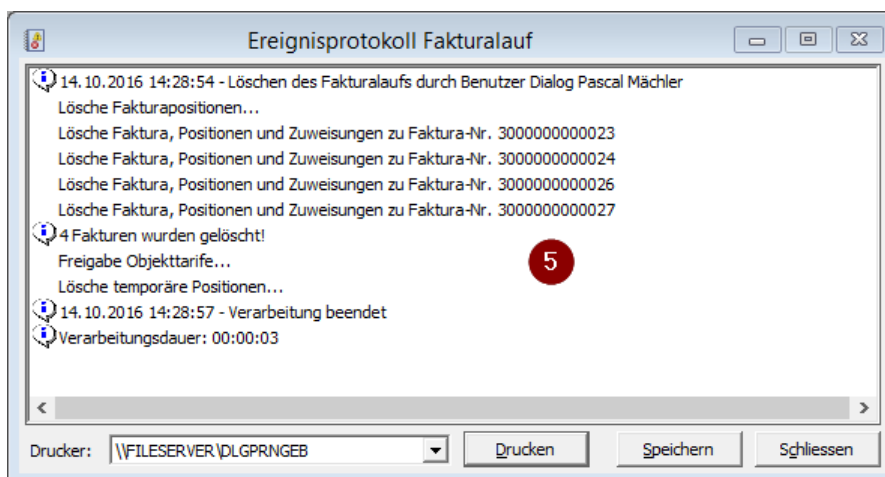 Ereignisprotokoll Fakturalauf
14.10.2016 14:28:54 - Löschen des Fakturalaufs durch Benutzer Dialog Pascal Mächler
Lösche Fakturapositionen...
Lösche Faktura, Positionen und Zuweisungen zu Faktura-Nr. 3000000000023
Lösche Faktura, Positionen und Zuweisungen zu Faktura-Nr. 3000000000024
Lösche Faktura, Positionen und Zuweisungen zu Faktura-Nr. 3000000000026
Lösche Faktura, Positionen und Zuweisungen zu Faktura-Nr. 3000000000027
4 Fakturen wurden gelöscht!
Freigabe Objekttarife...
5
Lösche temporäre Positionen...
14.10.2016 14:28:57 - Verarbeitung beendet
Verarbeitungsdauer: 00:00:03
Drucker: \\FILESERVER\DLGPRNGEB Drucken Speichern Schliessen